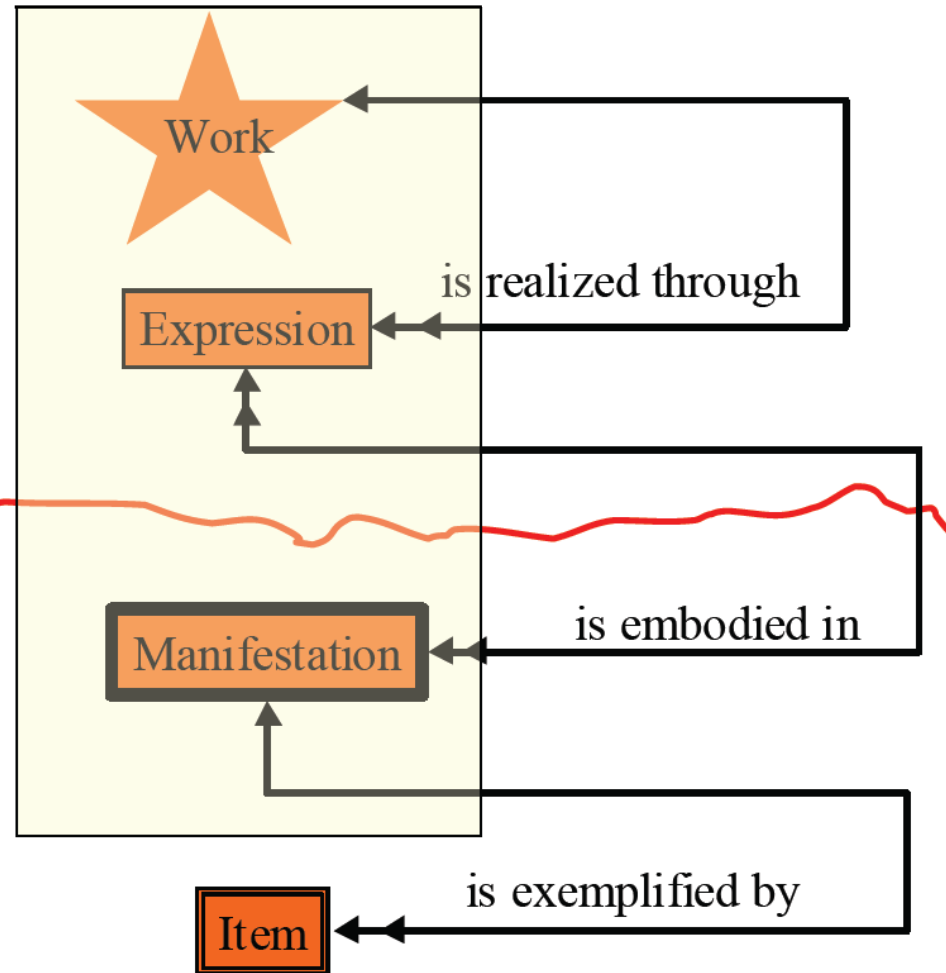 Work
is realized through
Expression
is embodied in
Manifestation
is exemplified by
Item